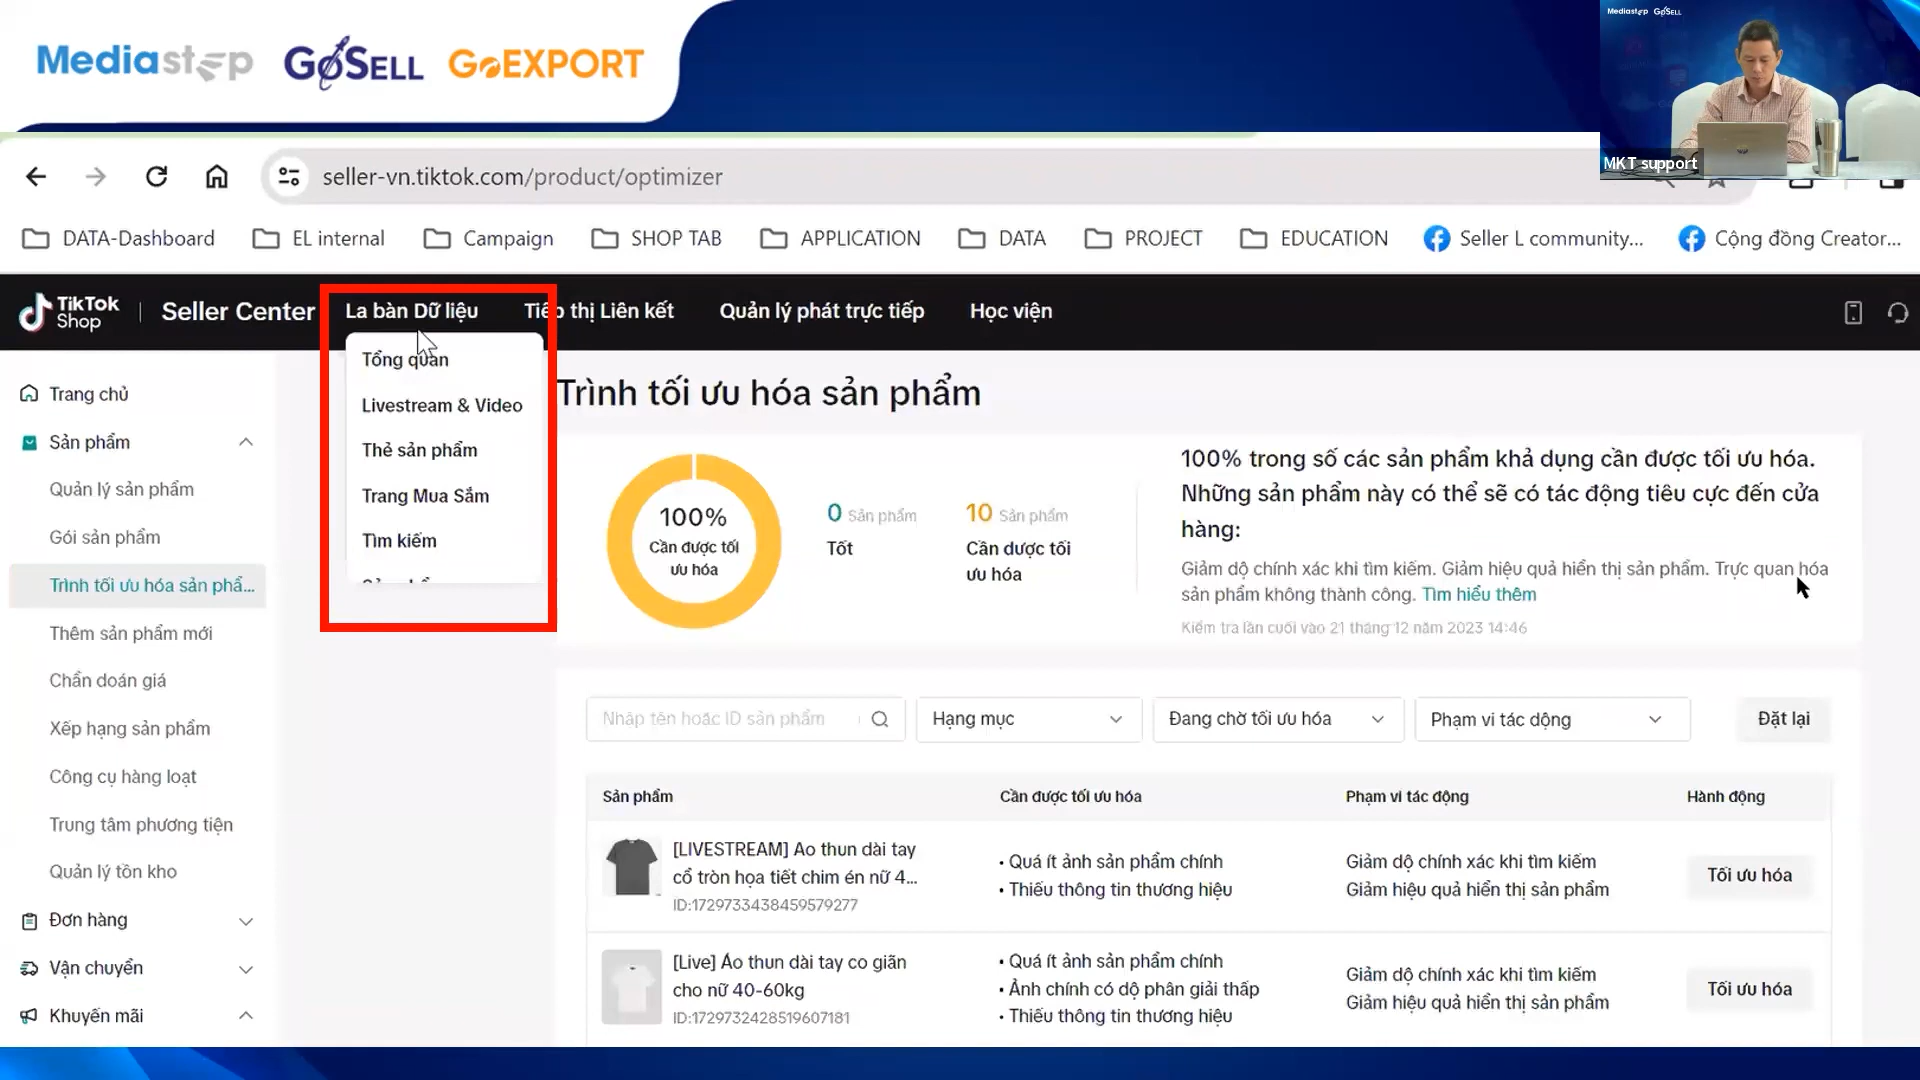 Mediastep GoSELL GoEXPORT
Mediastep GoSELL
MKT support
seller-vn.tiktok.com/product/optimizer
DATA-Dashboard EL internal Campaign SHOP TAB APPLICATION DATA PROJECT EDUCATION Seller L community... Cộng đồng Creator...
TikTok Shop Seller Center La bàn Dữ liệu Tiếp thị Liên kết Quản lý phát trực tiếp Học viện
Tổng quan
Livestream & Video
Thẻ sản phẩm
Trang Mua Sắm
Tìm kiếm
Trang chủ
Sản phẩm
Quản lý sản phẩm
Gói sản phẩm
Trình tối ưu hóa sản phẩ...
Thêm sản phẩm mới
Chẩn đoán giá
Xếp hạng sản phẩm
Công cụ hàng loạt
Trung tâm phương tiện
Quản lý tồn kho
Đơn hàng
Vận chuyển
Khuyến mãi
Trình tối ưu hóa sản phẩm
100%
Cần được tối
ưu hóa
0 Sản phẩm
Tốt
10 Sản phẩm
Cần được tối
ưu hóa
100% trong số các sản phẩm khả dụng cần được tối ưu hóa.
Những sản phẩm này có thể sẽ có tác động tiêu cực đến cửa
hàng:
Giảm độ chính xác khi tìm kiếm. Giảm hiệu quả hiển thị sản phẩm. Trực quan hóa
sản phẩm không thành công. Tìm hiểu thêm
Kiểm tra lần cuối vào 21 tháng 12 năm 2023 14:46
Nhập tên hoặc ID sản phẩm Hạng mục Đang chờ tối ưu hóa Phạm vi tác động Đặt lại
Sản phẩm Cần được tối ưu hóa Phạm vi tác động Hành động
[LIVESTREAM] Áo thun dài tay
cổ tròn họa tiết chim én nữ 4...
ID:1729733438459579277
• Quá ít ảnh sản phẩm chính
• Thiếu thông tin thương hiệu
Giảm độ chính xác khi tìm kiếm
Giảm hiệu quả hiển thị sản phẩm
Tối ưu hóa
[Live] Áo thun dài tay co giãn
cho nữ 40-60kg
ID:1729732428519607181
• Quá ít ảnh sản phẩm chính
• Ảnh chính có độ phân giải thấp
• Thiếu thông tin thương hiệu
Giảm độ chính xác khi tìm kiếm
Giảm hiệu quả hiển thị sản phẩm
Tối ưu hóa